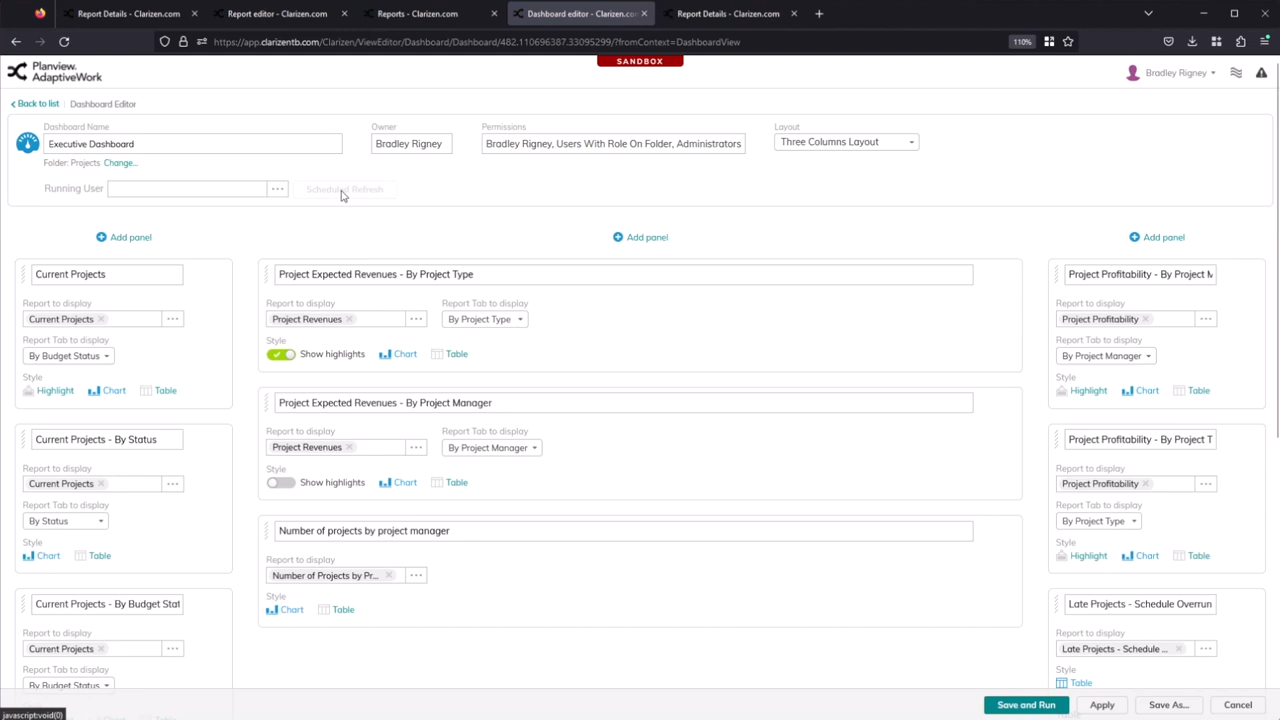 Report Details - Clarizen.com
Report editor - Clarizen.com
Reports - Clarizen.com
Dashboard editor - Clarizen.co
Report Details - Clarizen.com
https://app.clarizentb.com/Clarizen/ViewEditor/Dashboard/Dashboard/482.110696387.33095299/?fromContext=DashboardView
110%
SANDBOX
Planview.
AdaptiveWork
Bradley Rigney
Back to list
Dashboard Editor
Dashboard Name
Owner
Permissions
Layout
Executive Dashboard
Bradley Rigney
Bradley Rigney, Users With Role On Folder, Administrators
Three Columns Layout
Folder: Projects Change...
Running User
Scheduled Refresh
Add panel
Add panel
Add panel
Current Projects
Report to display
Current Projects
Report Tab to display
By Budget Status
Style
Highlight Chart Table
Current Projects - By Status
Report to display
Current Projects
Report Tab to display
By Status
Style
Chart Table
Current Projects - By Budget Stat
Report to display
Current Projects
Report Tab to display
By Budget Status
Project Expected Revenues - By Project Type
Report to display Report Tab to display
Project Revenues By Project Type
Style
Show highlights Chart Table
Project Expected Revenues - By Project Manager
Report to display Report Tab to display
Project Revenues By Project Manager
Style
Show highlights Chart Table
Number of projects by project manager
Report to display
Number of Projects by Pr...
Style
Chart Table
Project Profitability - By Project M
Report to display
Project Profitability
Report Tab to display
By Project Manager
Style
Highlight Chart Table
Project Profitability - By Project T
Report to display
Project Profitability
Report Tab to display
By Project Type
Style
Highlight Chart Table
Late Projects - Schedule Overrun
Report to display
Late Projects - Schedule ...
Style
Table
Save and Run
Apply
Save As...
Cancel
javascript:void(0)